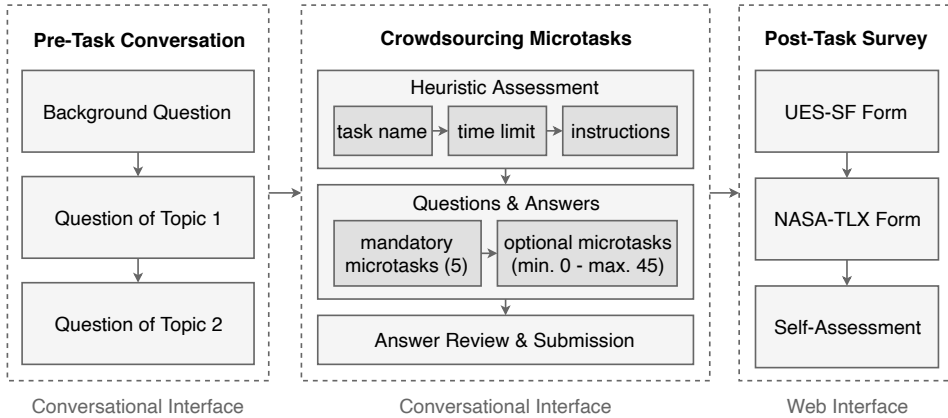 Pre-Task Conversation
Background Question
Question of Topic 1
Question of Topic 2
Conversational Interface
Crowdsourcing Microtasks
Heuristic Assessment
task name
time limit
instructions
Questions & Answers
mandatory
microtasks (5)
optional microtasks
(min. 0 - max. 45)
Answer Review & Submission
Conversational Interface
Post-Task Survey
UES-SF Form
NASA-TLX Form
Self-Assessment
Web Interface